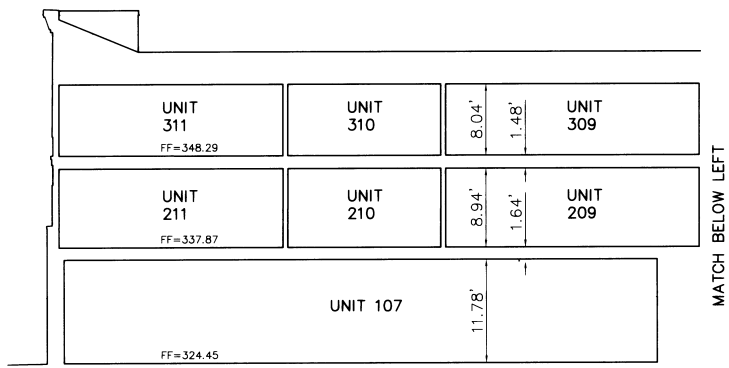 UNIT
311
FF=348.29
UNIT
310
8.04'
1.48'
UNIT
309
UNIT
211
FF=337.87
UNIT
210
8.94'
1.64'
UNIT
209
UNIT 107
FF=324.45
11.78'
MATCH BELOW LEFT